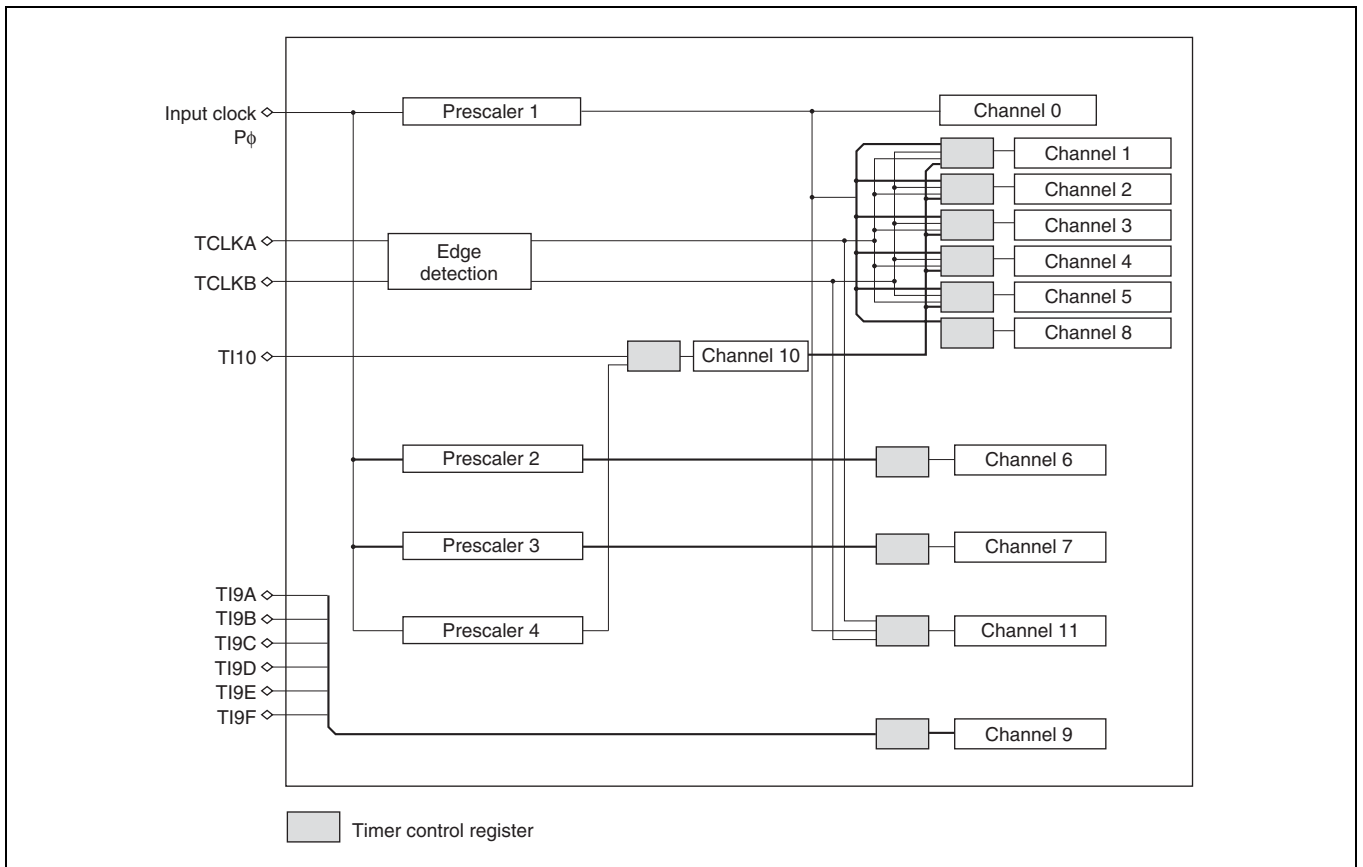 Input clock
Pφ
Prescaler 1
Channel 0
Channel 1
Channel 2
TCLKA
Edge
detection
Channel 3
TCLKB
Channel 4
Channel 5
Channel 8
TI10
Channel 10
Prescaler 2
Channel 6
Prescaler 3
Channel 7
TI9A
TI9B
TI9C
TI9D
TI9E
TI9F
Prescaler 4
Channel 11
Channel 9
Timer control register